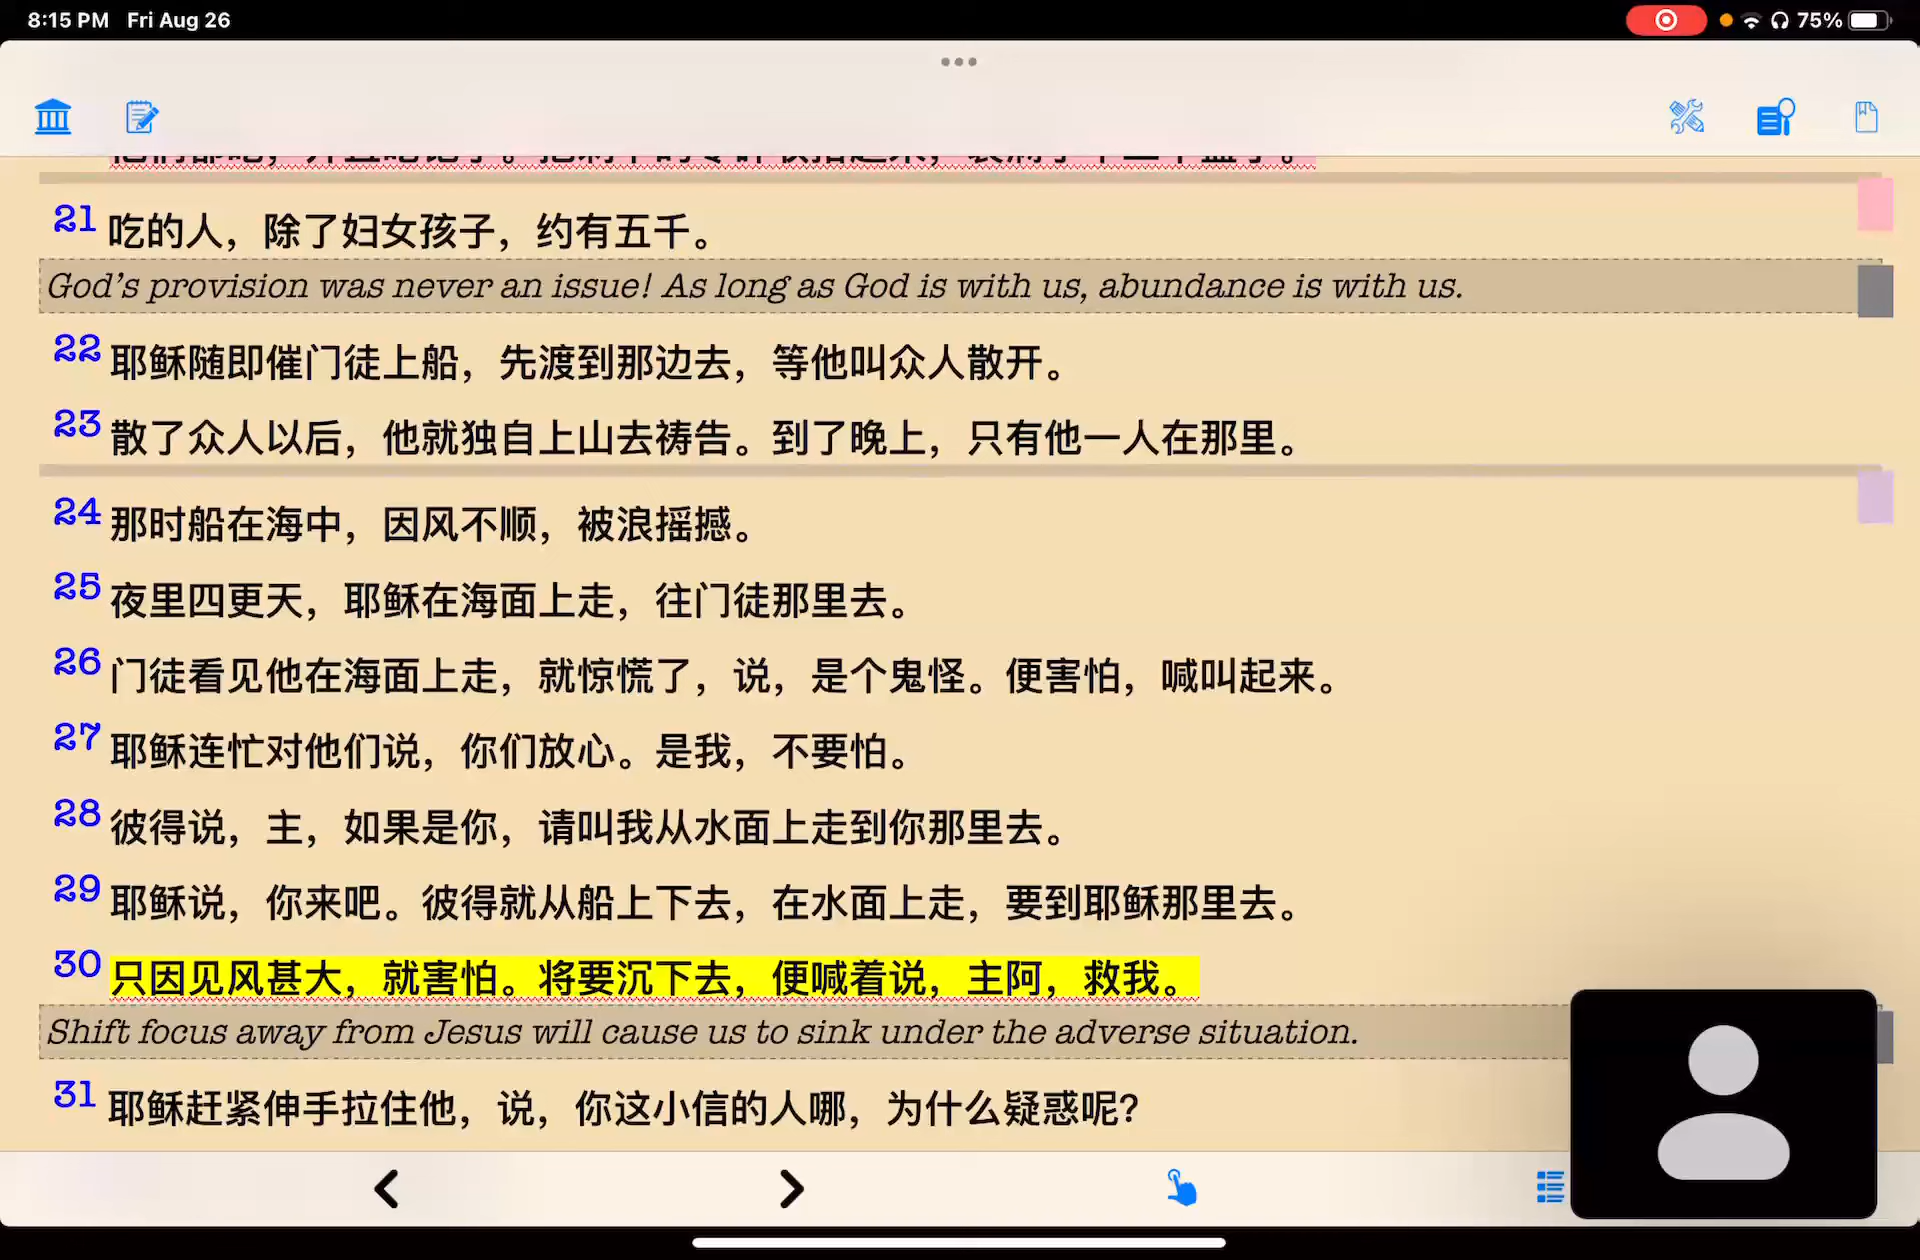 8:15 PM Fri Aug 26
75%
21 吃的人，除了妇女孩子，约有五千。
God's provision was never an issue! As long as God is with us, abundance is with us.
22 耶稣随即催门徒上船，先渡到那边去，等他叫众人散开。
23 散了众人以后，他就独自上山去祷告。到了晚上，只有他一人在那里。
24 那时船在海中，因风不顺，被浪摇撼。
25 夜里四更天，耶稣在海面上走，往门徒那里去。
26 门徒看见他在海面上走，就惊慌了，说，是个鬼怪。便害怕，喊叫起来。
27 耶稣连忙对他们说，你们放心。是我，不要怕。
28 彼得说，主，如果是你，请叫我从水面上走到你那里去。
29 耶稣说，你来吧。彼得就从船上下去，在水面上走，要到耶稣那里去。
30 只因见风甚大，就害怕。将要沉下去，便喊着说，主阿，救我。
Shift focus away from Jesus will cause us to sink under the adverse situation.
31 耶稣赶紧伸手拉住他，说，你这小信的人哪，为什么疑惑呢?